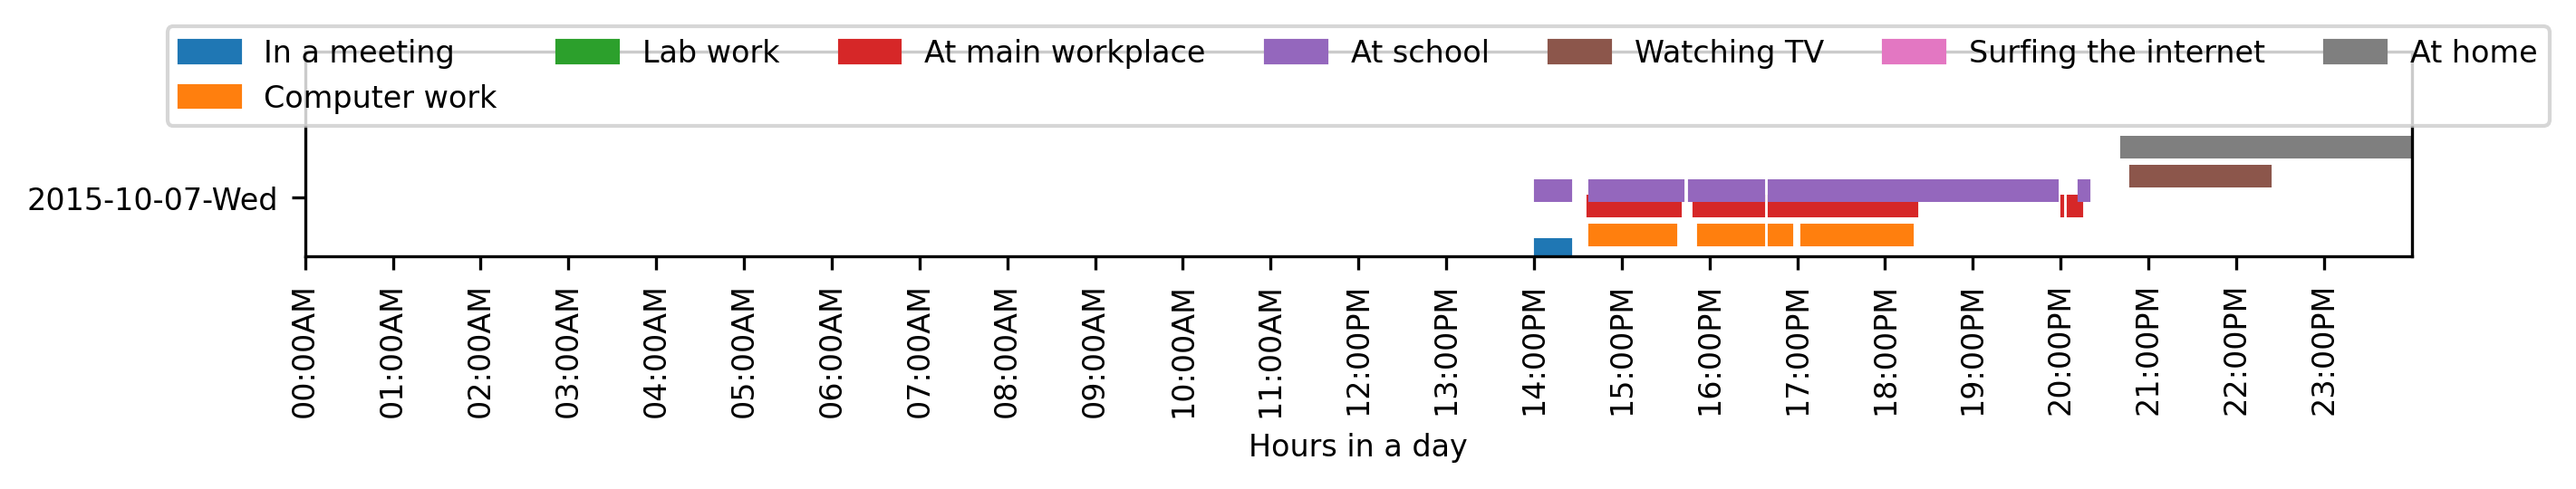 In a meeting Lab work At main workplace At school Watching TV Surfing the internet At home
Computer work
2015-10-07-Wed
00:00AM 01:00AM 02:00AM 03:00AM 04:00AM 05:00AM 06:00AM 07:00AM 08:00AM 09:00AM 10:00AM 11:00AM 12:00PM 13:00PM 14:00PM 15:00PM 16:00PM 17:00PM 18:00PM 19:00PM 20:00PM 21:00PM 22:00PM 23:00PM
Hours in a day